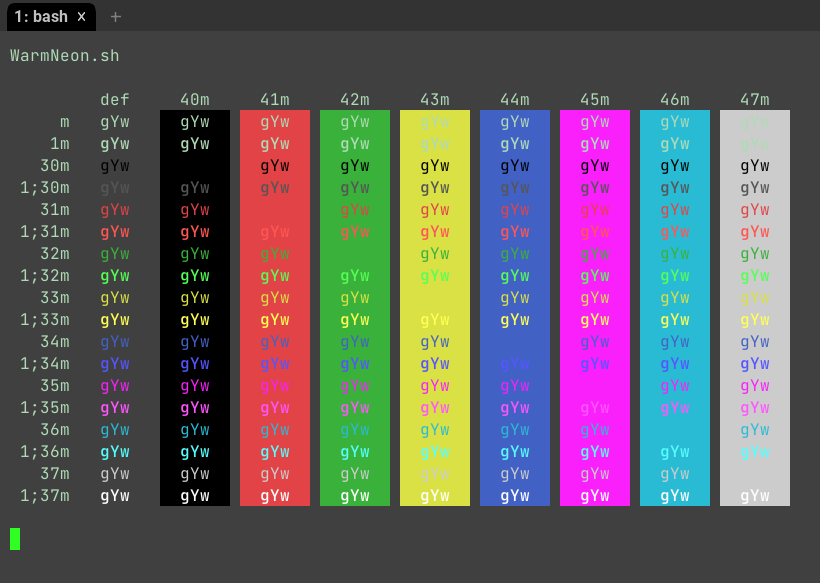 1: bash x +
WarmNeon.sh
def 40m 41m 42m 43m 44m 45m 46m 47m
m gYw gYw gYw gYw gYw gYw gYw gYw gYw
1m gYw gYw gYw gYw gYw gYw gYw gYw gYw
30m gYw gYw gYw gYw gYw gYw gYw gYw
1;30m gYw gYw gYw gYw gYw gYw gYw gYw gYw
31m gYw gYw gYw gYw gYw gYw gYw gYw
1;31m gYw gYw gYw gYw gYw gYw gYw gYw gYw
32m gYw gYw gYw gYw gYw gYw gYw gYw
1;32m gYw gYw gYw gYw gYw gYw gYw gYw gYw
33m gYw gYw gYw gYw gYw gYw gYw gYw
1;33m gYw gYw gYw gYw gYw gYw gYw gYw gYw
34m gYw gYw gYw gYw gYw gYw gYw gYw
1;34m gYw gYw gYw gYw gYw gYw gYw gYw gYw
35m gYw gYw gYw gYw gYw gYw gYw gYw
1;35m gYw gYw gYw gYw gYw gYw gYw gYw gYw
36m gYw gYw gYw gYw gYw gYw gYw gYw
1;36m gYw gYw gYw gYw gYw gYw gYw gYw gYw
37m gYw gYw gYw gYw gYw gYw gYw gYw
1;37m gYw gYw gYw gYw gYw gYw gYw gYw gYw